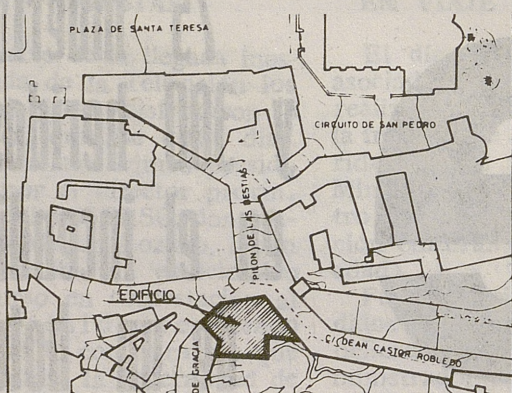 PLAZA DE SANTA TERESA
CIRCUITO DE SAN PEDRO
PILON DE LAS BESTIAS
EDIFICIO
C/ DEAN CASTOR ROBLEDO
DE GRACIA